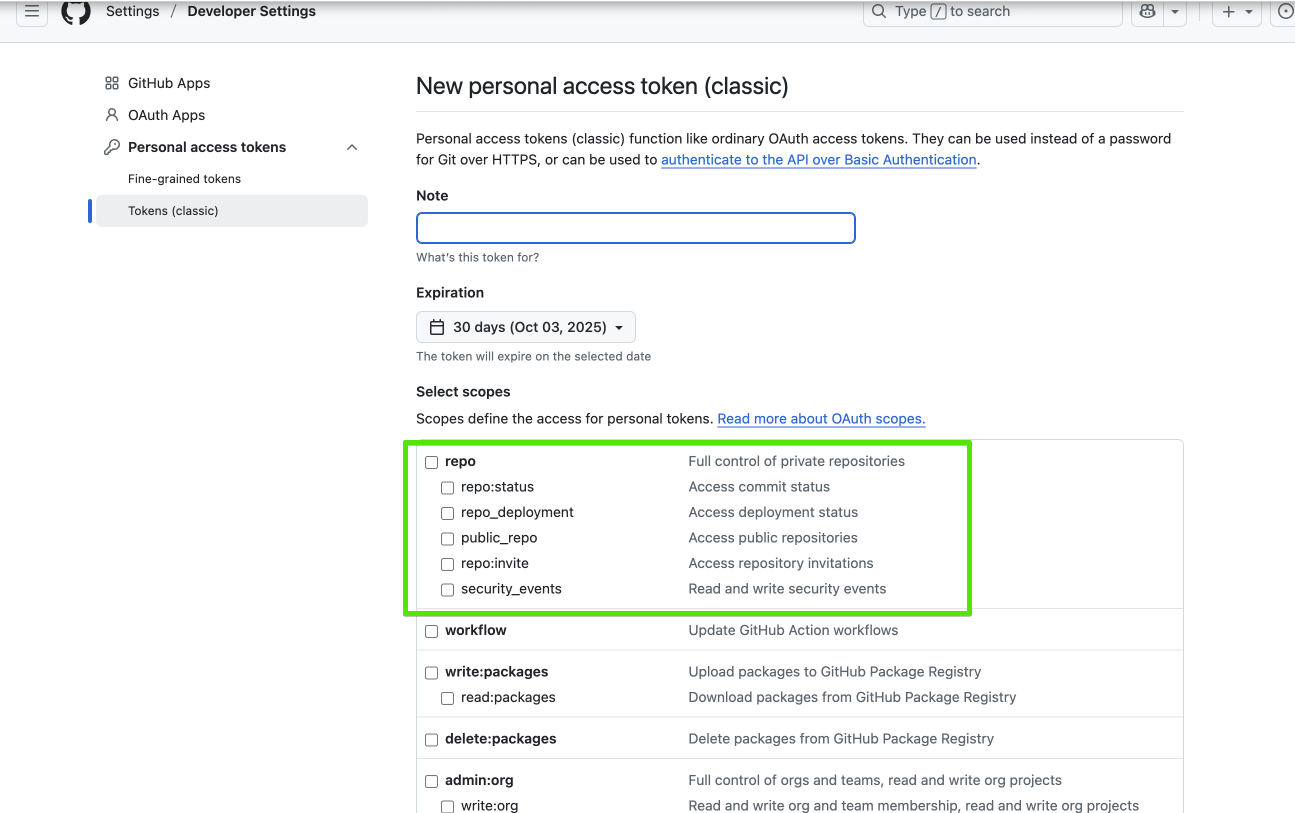 Settings / Developer Settings
Type / to search
GitHub Apps
OAuth Apps
Personal access tokens
Fine-grained tokens
Tokens (classic)
New personal access token (classic)
Personal access tokens (classic) function like ordinary OAuth access tokens. They can be used instead of a password
for Git over HTTPS, or can be used to authenticate to the API over Basic Authentication.
Note
What's this token for?
Expiration
30 days (Oct 03, 2025)
The token will expire on the selected date
Select scopes
Scopes define the access for personal tokens. Read more about OAuth scopes.
repo Full control of private repositories
repo:status Access commit status
repo_deployment Access deployment status
public_repo Access public repositories
repo:invite Access repository invitations
security_events Read and write security events
workflow Update GitHub Action workflows
write:packages Upload packages to GitHub Package Registry
read:packages Download packages from GitHub Package Registry
delete:packages Delete packages from GitHub Package Registry
admin:org Full control of orgs and teams, read and write org projects
write:org Read and write org and team membership, read and write org projects